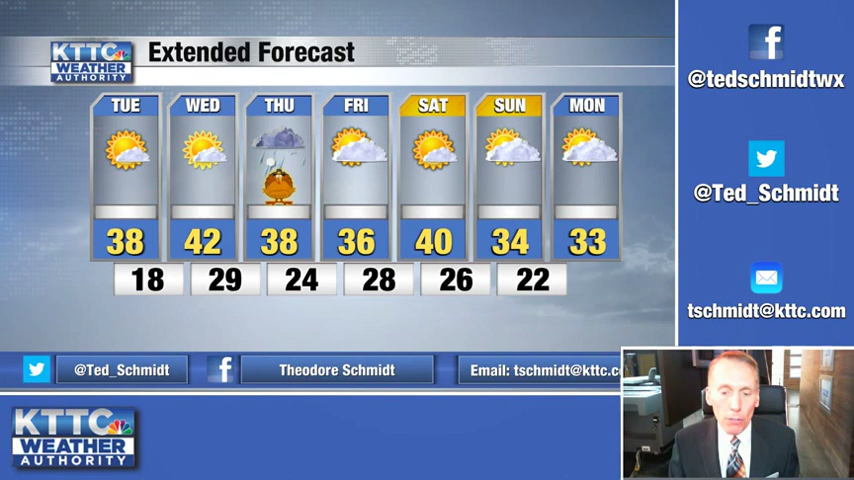 KTTC
WEATHER
AUTHORITY
Extended Forecast
TUE WED THU FRI SAT SUN MON
38 42 38 36 40 34 33
18 29 24 28 26 22
@Ted_Schmidt
Theodore Schmidt
Email: tschmidt@kttc.co
@tedschmidtwx
@Ted_Schmidt
tschmidt@kttc.com
KTTC
WEATHER
AUTHORITY